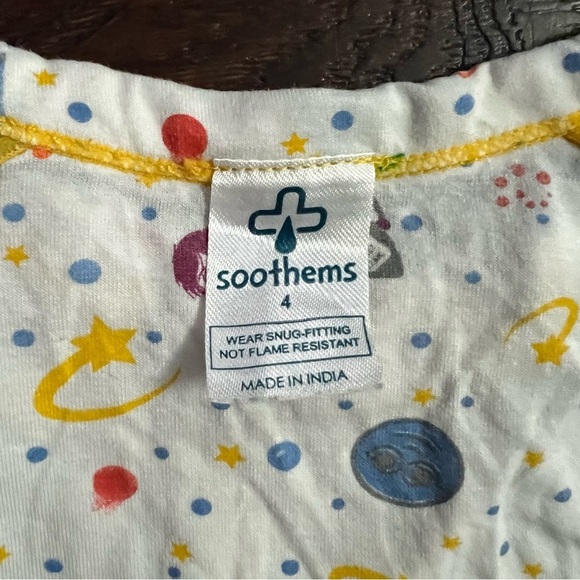 soothems
4
WEAR SNUG-FITTING
NOT FLAME RESISTANT
MADE IN INDIA